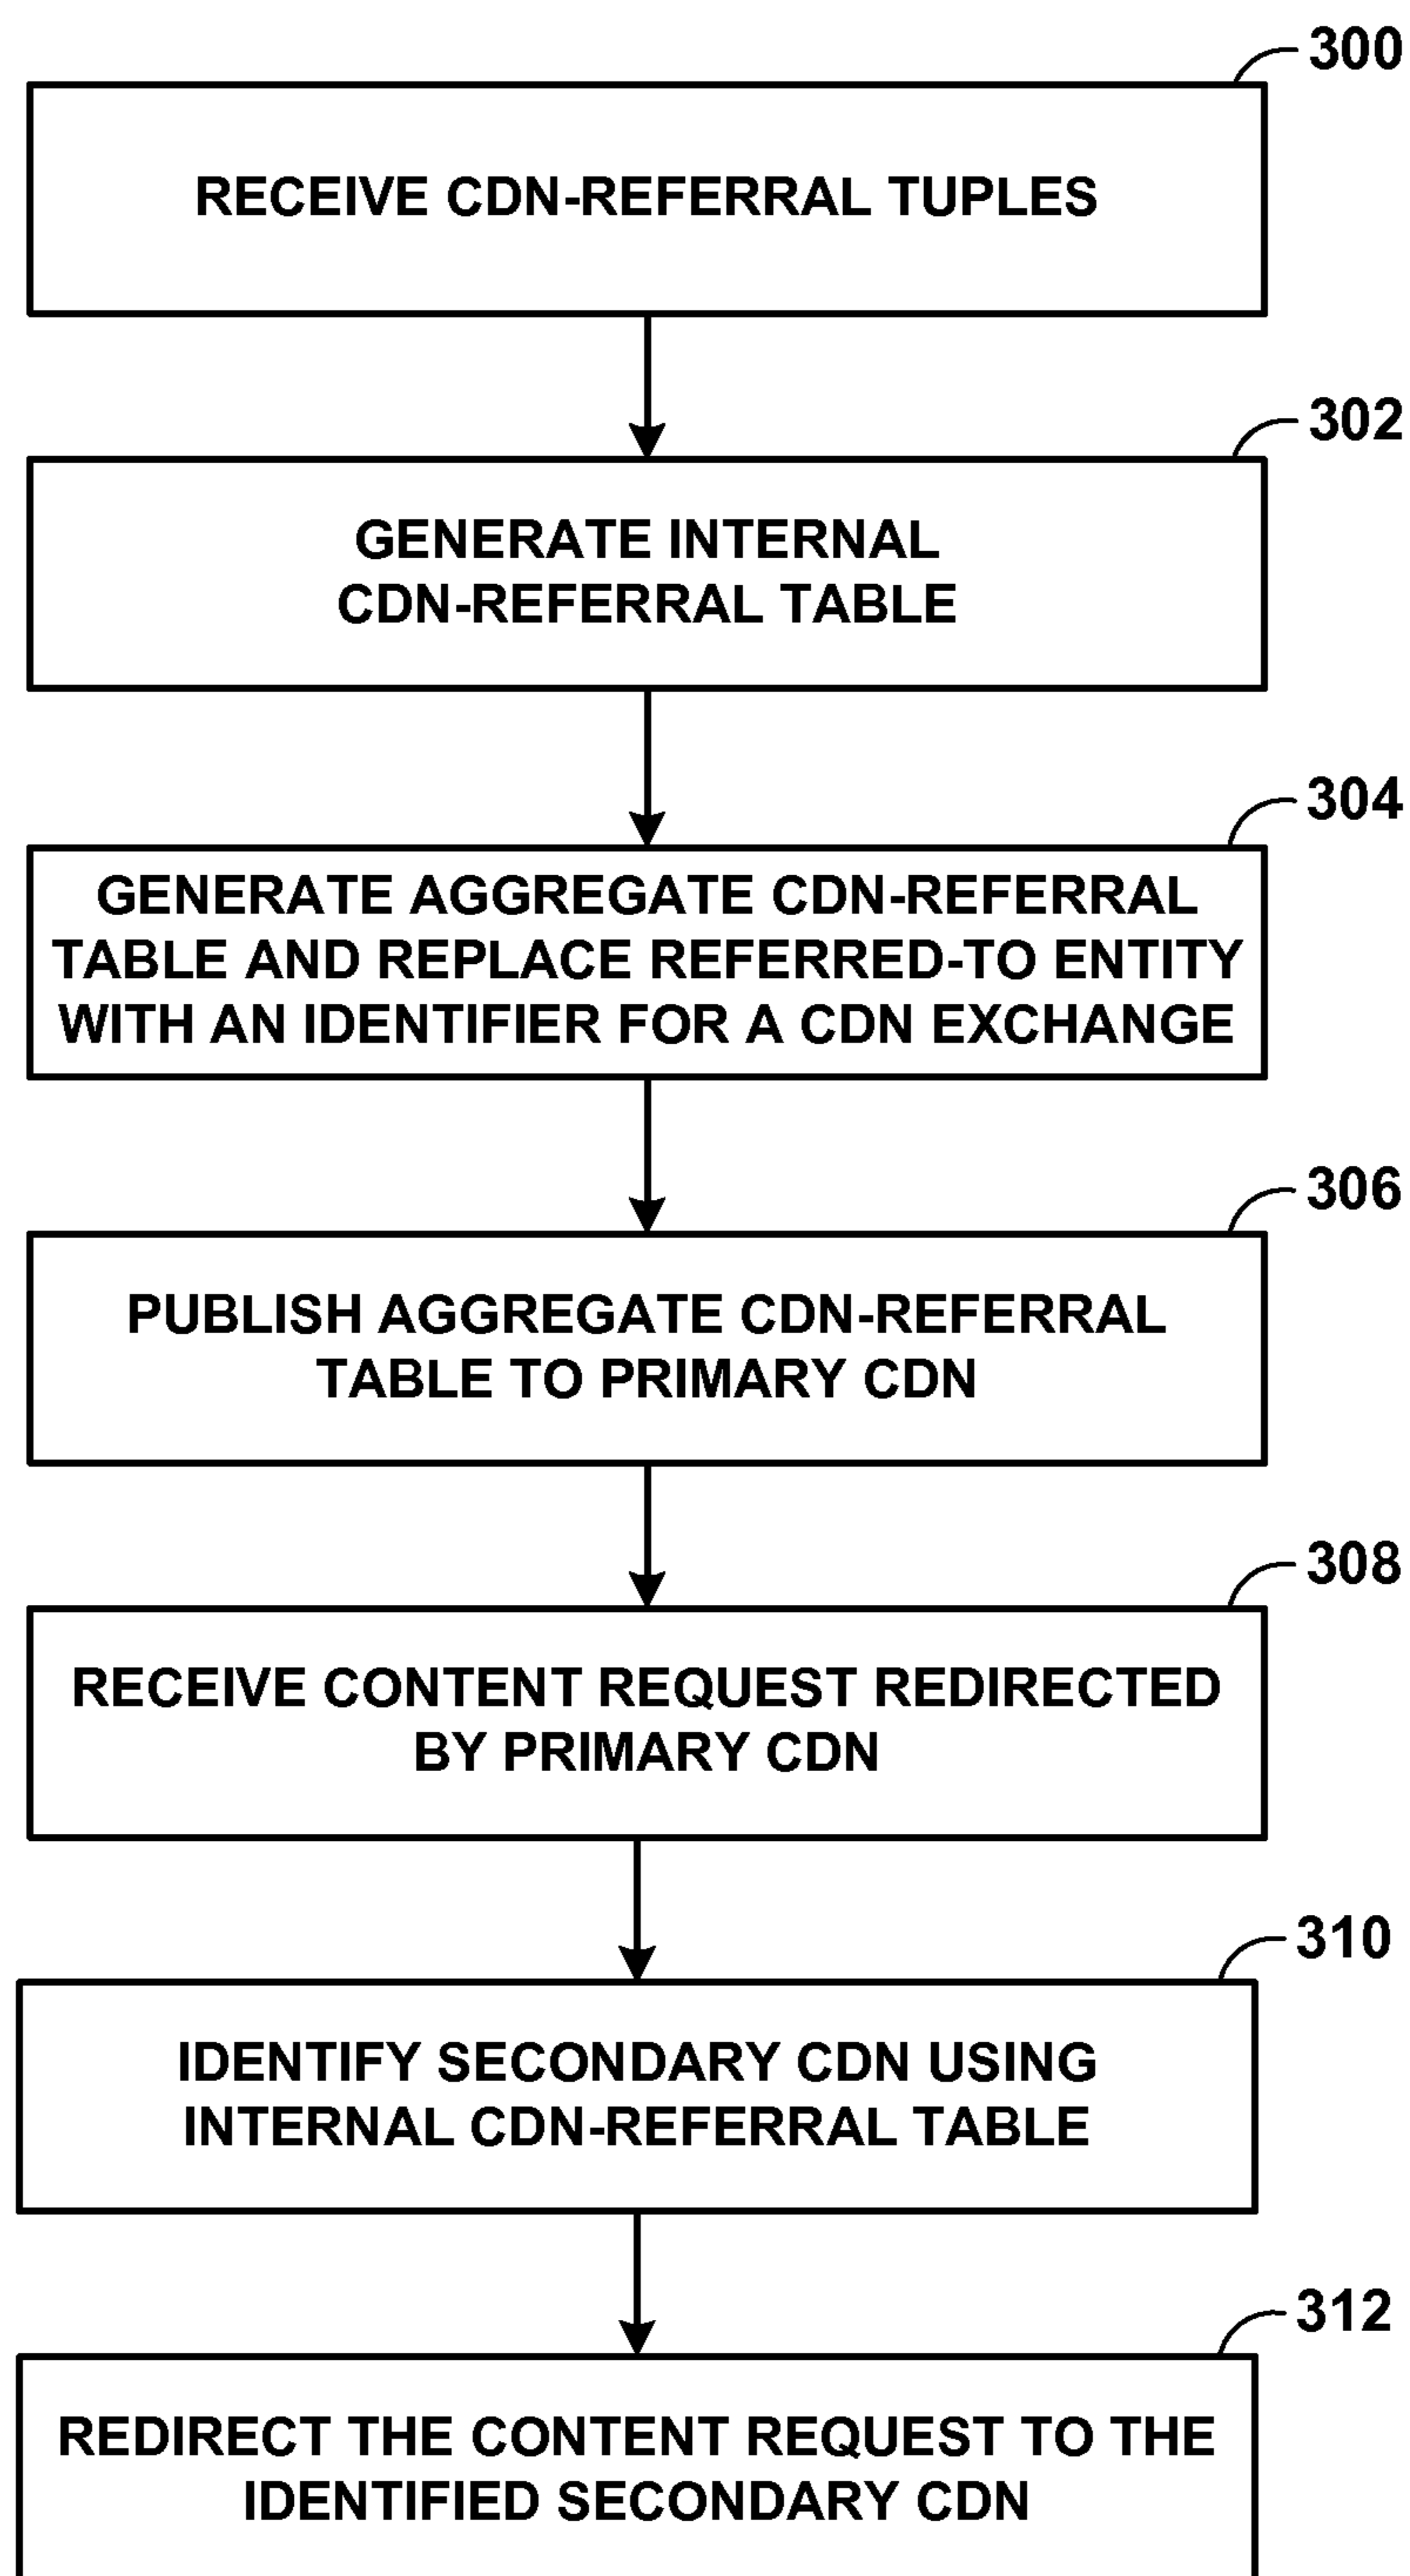 300
RECEIVE CDN-REFERRAL TUPLES
302
GENERATE INTERNAL
CDN-REFERRAL TABLE
304
GENERATE AGGREGATE CDN-REFERRAL
TABLE AND REPLACE REFERRED-TO ENTITY
WITH AN IDENTIFIER FOR A CDN EXCHANGE
306
PUBLISH AGGREGATE CDN-REFERRAL
TABLE TO PRIMARY CDN
308
RECEIVE CONTENT REQUEST REDIRECTED
BY PRIMARY CDN
310
IDENTIFY SECONDARY CDN USING
INTERNAL CDN-REFERRAL TABLE
312
REDIRECT THE CONTENT REQUEST TO THE
IDENTIFIED SECONDARY CDN